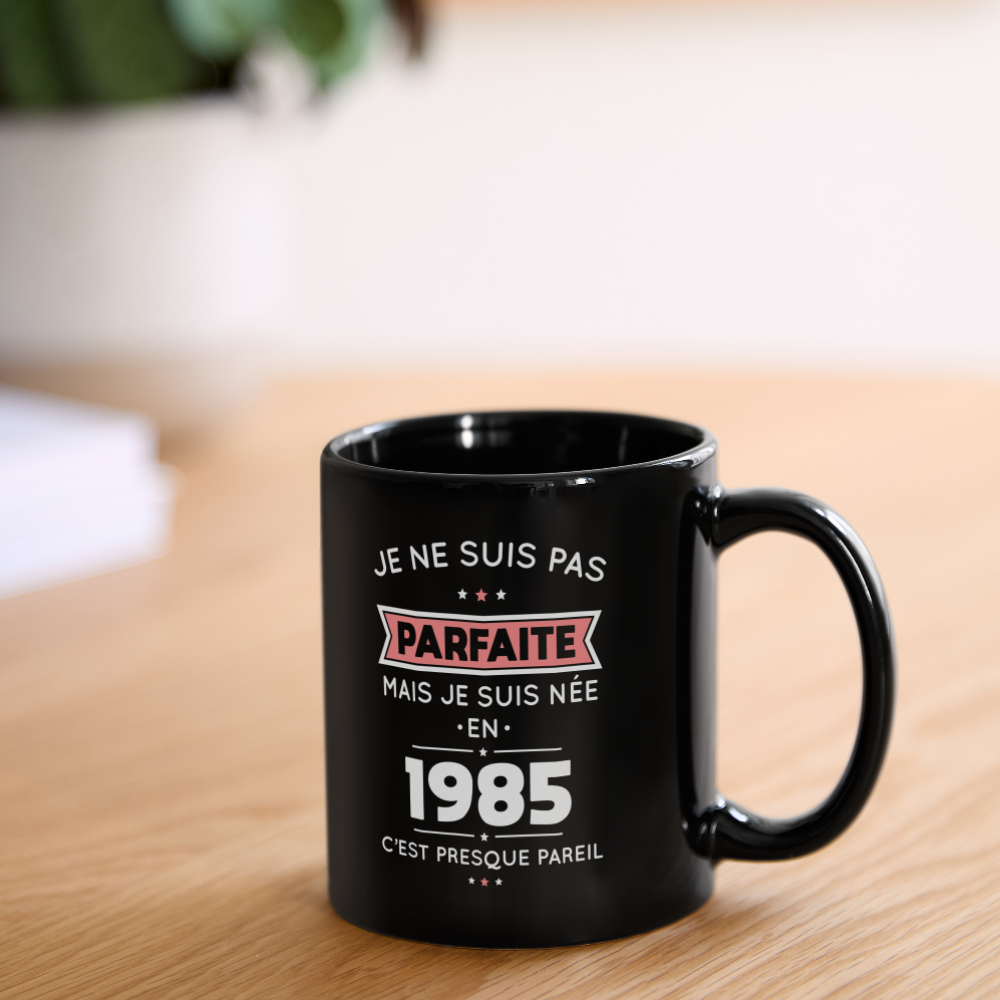 JE NE SUIS PAS
PARFAITE
MAIS JE SUIS NÉE
•EN•
1985
C'EST PRESQUE PAREIL